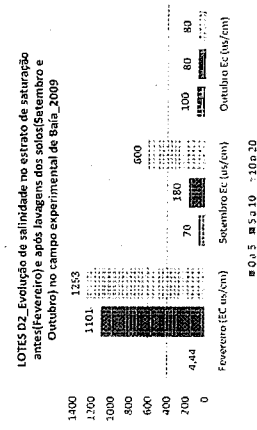 LOTES D2_Evolução de salinidade no estrato de saturação
antes(Fevereiro) e após lavagens dos solos(Setembro e
Outubro) no campo experimental de Bafa_2009
1400
1200
1000
800
600
400
200
0
4,44
1101
1253
70
180
600
100
80
80
Fevereiro (EC us/cm)
Setembro Ec (us/cm)
Outubro Ec (us/cm)
0 a 5
5 a 10
10 a 20